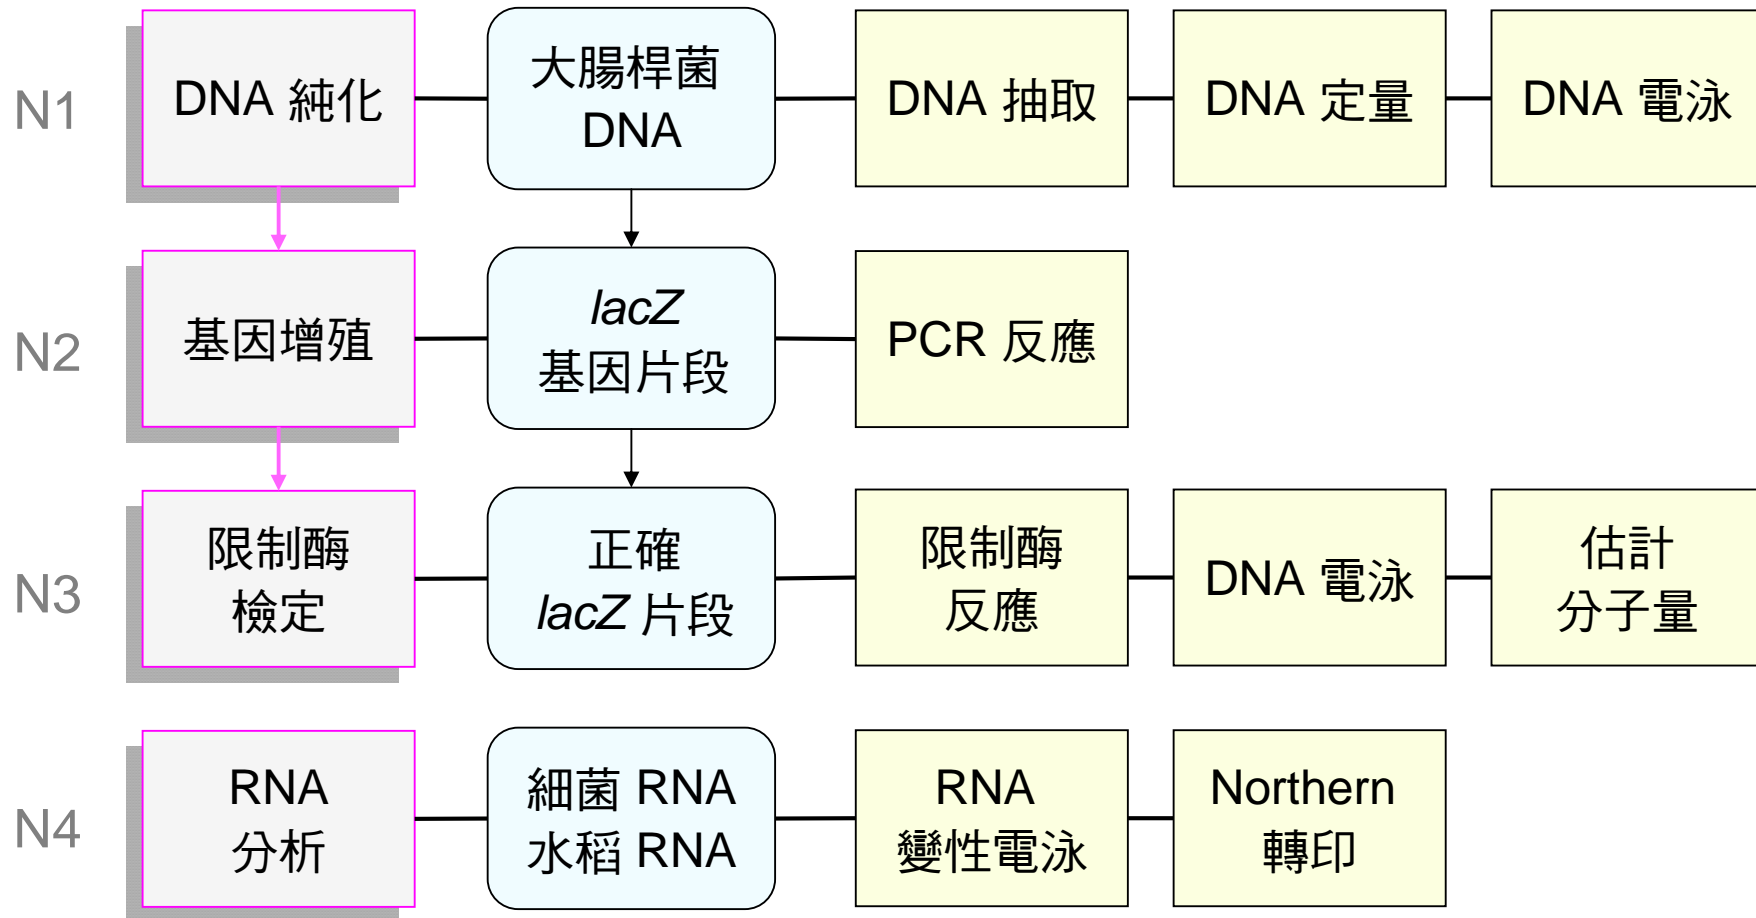 N1
DNA 純化
大腸桿菌
DNA
DNA 抽取
DNA 定量
DNA 電泳
N2
基因增殖
lacZ
基因片段
PCR 反應
N3
限制酶
檢定
正確
lacZ 片段
限制酶
反應
DNA 電泳
估計
分子量
N4
RNA
分析
細菌 RNA
水稻 RNA
RNA
變性電泳
Northern
轉印